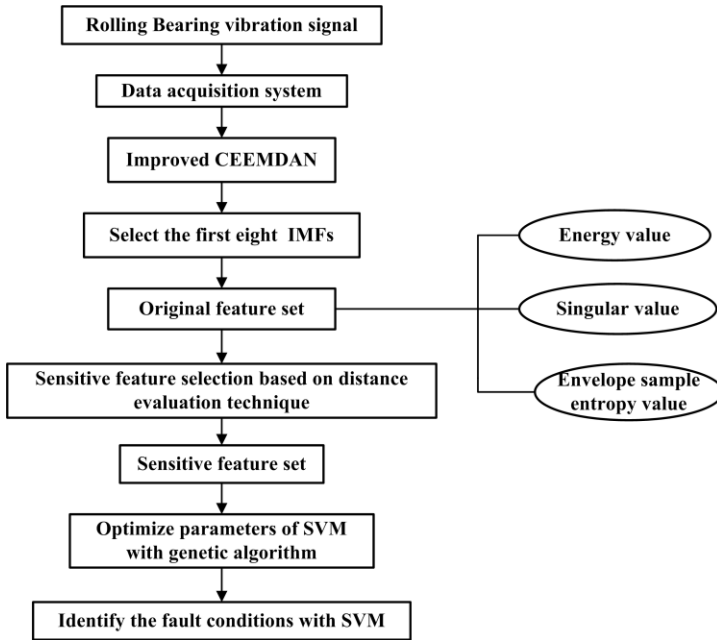 Rolling Bearing vibration signal
Data acquisition system
Improved CEEMDAN
Select the first eight IMFs
Original feature set
Energy value
Singular value
Envelope sample
entropy value
Sensitive feature selection based on distance
evaluation technique
Sensitive feature set
Optimize parameters of SVM
with genetic algorithm
Identify the fault conditions with SVM